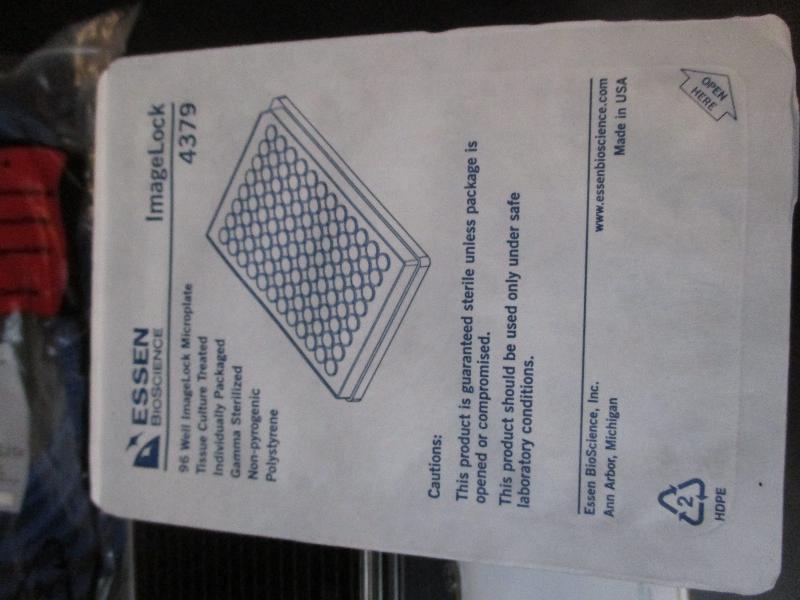 ESSEN
BIOSCIENCE
ImageLock
4379
96 Well ImageLock Microplate
Tissue Culture Treated
Individually Packaged
Gamma Sterilized
Non-pyrogenic
Polystyrene
Cautions:
This product is guaranteed sterile unless package is
opened or compromised.
This product should be used only under safe
laboratory conditions.
Essen BioScience, Inc.
Ann Arbor, Michigan
www.essenbioscience.com
Made in USA
2
HDPE
OPEN
HERE